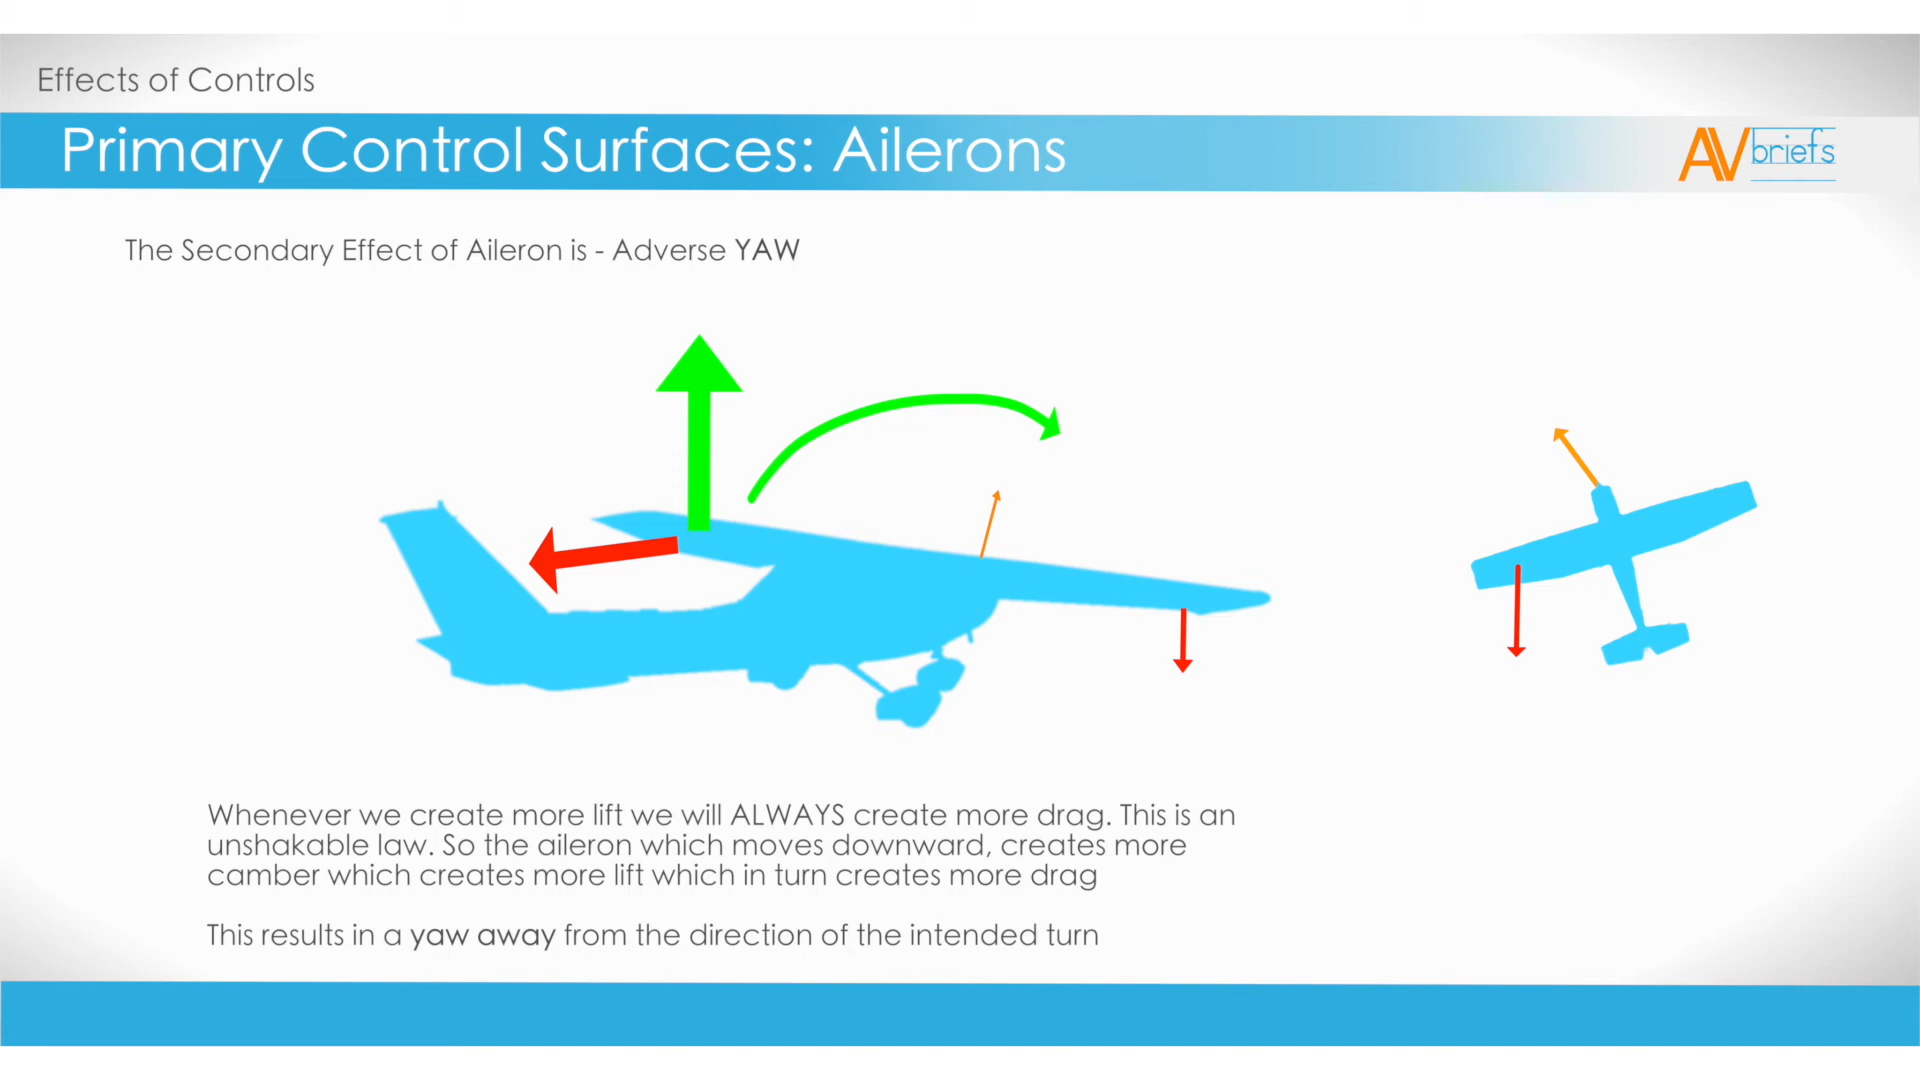 Effects of Controls
Primary Control Surfaces: Ailerons
AV briefs
The Secondary Effect of Aileron is - Adverse YAW
Whenever we create more lift we will ALWAYS create more drag. This is an
unshakable law. So the aileron which moves downward, creates more
camber which creates more lift which in turn creates more drag
This results in a yaw away from the direction of the intended turn